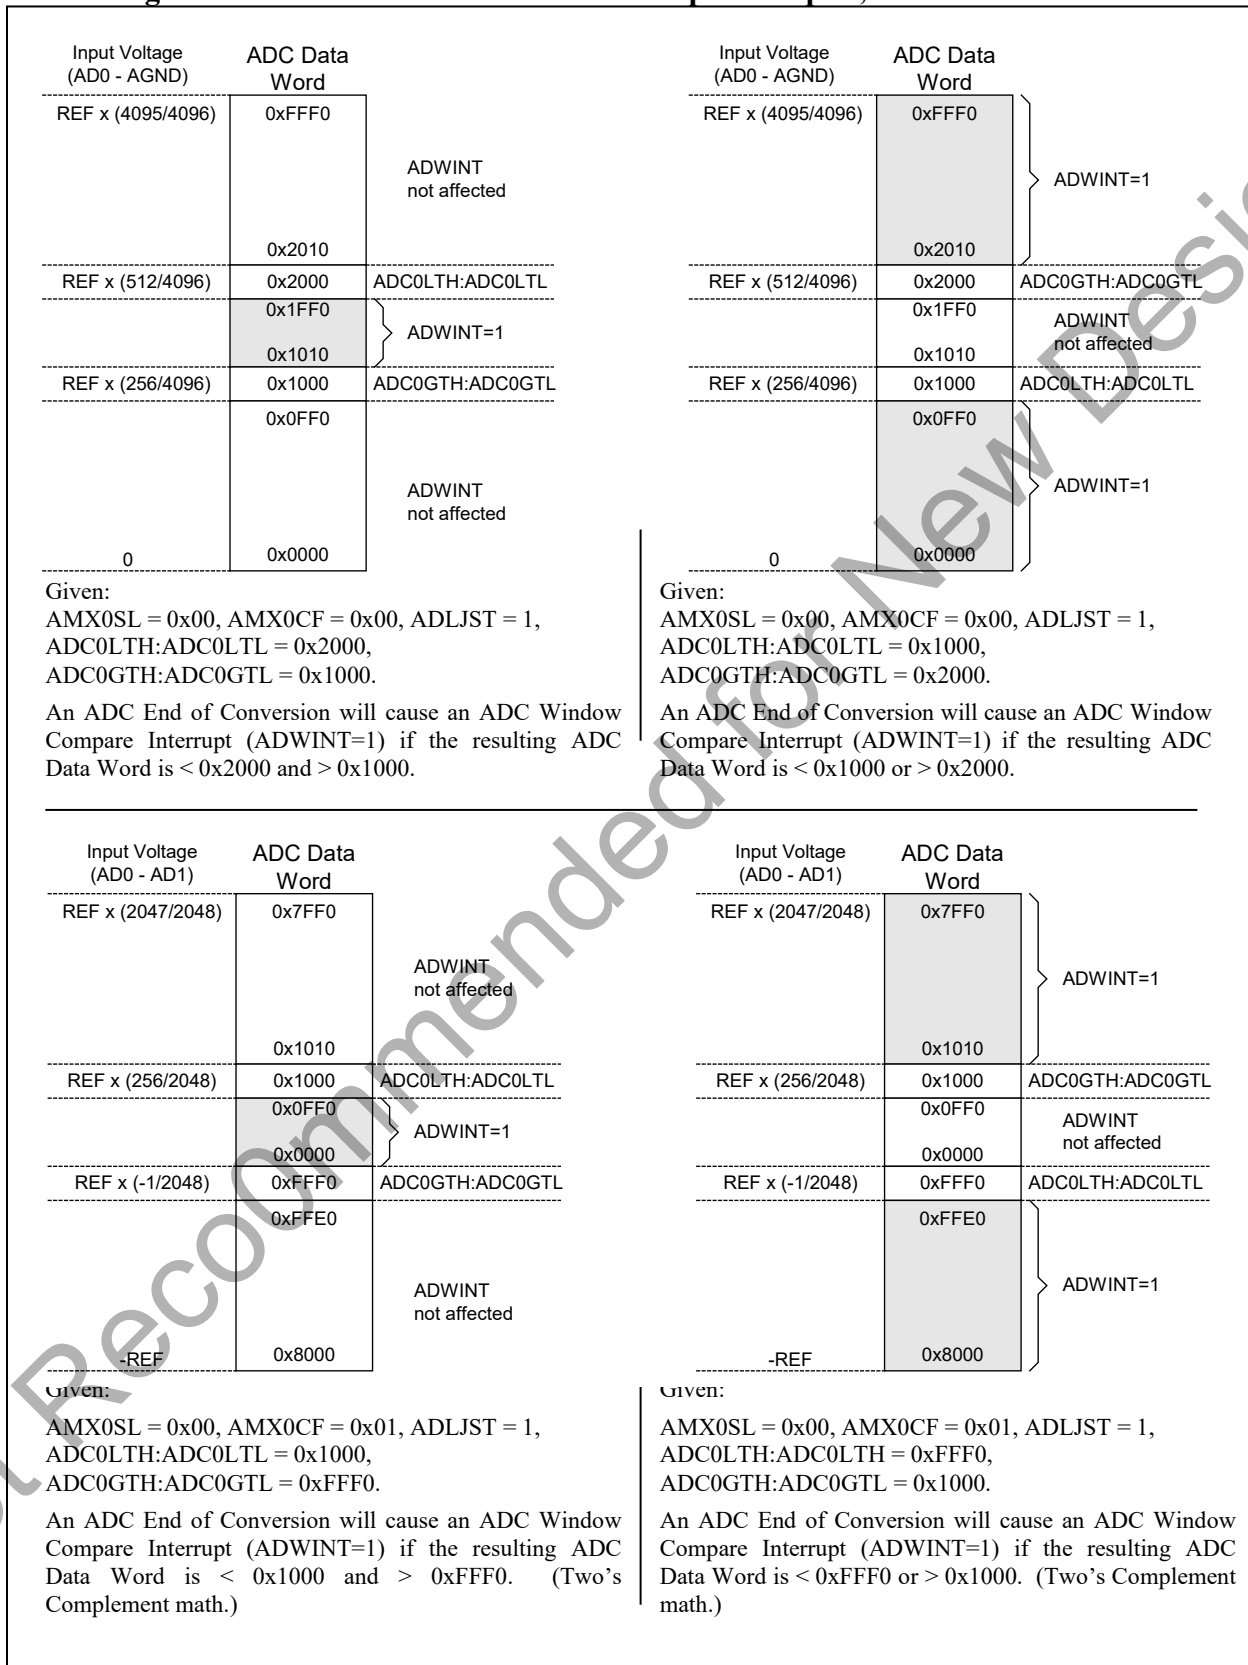 Input Voltage
(AD0 - AGND)
ADC Data
Word
REF x (4095/4096)
0xFFF0
ADWINT
not affected
0x2010
REF x (512/4096)
0x2000
ADC0LTH:ADC0LTL
0x1FF0
ADWINT=1
0x1010
REF x (256/4096)
0x1000
ADC0GTH:ADC0GTL
0x0FF0
ADWINT
not affected
0
0x0000
Given:
AMX0SL = 0x00, AMX0CF = 0x00, ADLJST = 1,
ADC0LTH:ADC0LTL = 0x2000,
ADC0GTH:ADC0GTL = 0x1000.
An ADC End of Conversion will cause an ADC Window
Compare Interrupt (ADWINT=1) if the resulting ADC
Data Word is < 0x2000 and > 0x1000.
Input Voltage
(AD0 - AGND)
ADC Data
Word
REF x (4095/4096)
0xFFF0
ADWINT=1
0x2010
REF x (512/4096)
0x2000
ADC0GTH:ADC0GTL
0x1FF0
ADWINT
not affected
0x1010
REF x (256/4096)
0x1000
ADC0LTH:ADC0LTL
0x0FF0
ADWINT=1
0
0x0000
Given:
AMX0SL = 0x00, AMX0CF = 0x00, ADLJST = 1,
ADC0LTH:ADC0LTL = 0x1000,
ADC0GTH:ADC0GTL = 0x2000.
An ADC End of Conversion will cause an ADC Window
Compare Interrupt (ADWINT=1) if the resulting ADC
Data Word is < 0x1000 or > 0x2000.
Input Voltage
(AD0 - AD1)
ADC Data
Word
REF x (2047/2048)
0x7FF0
ADWINT
not affected
0x1010
REF x (256/2048)
0x1000
ADC0LTH:ADC0LTL
0x0FF0
ADWINT=1
0x0000
REF x (-1/2048)
0xFFF0
ADC0GTH:ADC0GTL
0xFFE0
ADWINT
not affected
-REF
0x8000
Given:
AMX0SL = 0x00, AMX0CF = 0x01, ADLJST = 1,
ADC0LTH:ADC0LTL = 0x1000,
ADC0GTH:ADC0GTL = 0xFFF0.
An ADC End of Conversion will cause an ADC Window
Compare Interrupt (ADWINT=1) if the resulting ADC
Data Word is < 0x1000 and > 0xFFF0. (Two's
Complement math.)
Input Voltage
(AD0 - AD1)
ADC Data
Word
REF x (2047/2048)
0x7FF0
ADWINT=1
0x1010
REF x (256/2048)
0x1000
ADC0GTH:ADC0GTL
0x0FF0
ADWINT
not affected
0x0000
REF x (-1/2048)
0xFFF0
ADC0LTH:ADC0LTL
0xFFE0
ADWINT=1
-REF
0x8000
Given:
AMX0SL = 0x00, AMX0CF = 0x01, ADLJST = 1,
ADC0LTH:ADC0LTH = 0xFFF0,
ADC0GTH:ADC0GTL = 0x1000.
An ADC End of Conversion will cause an ADC Window
Compare Interrupt (ADWINT=1) if the resulting ADC
Data Word is < 0xFFF0 or > 0x1000. (Two's Complement
math.)
Recommended for New